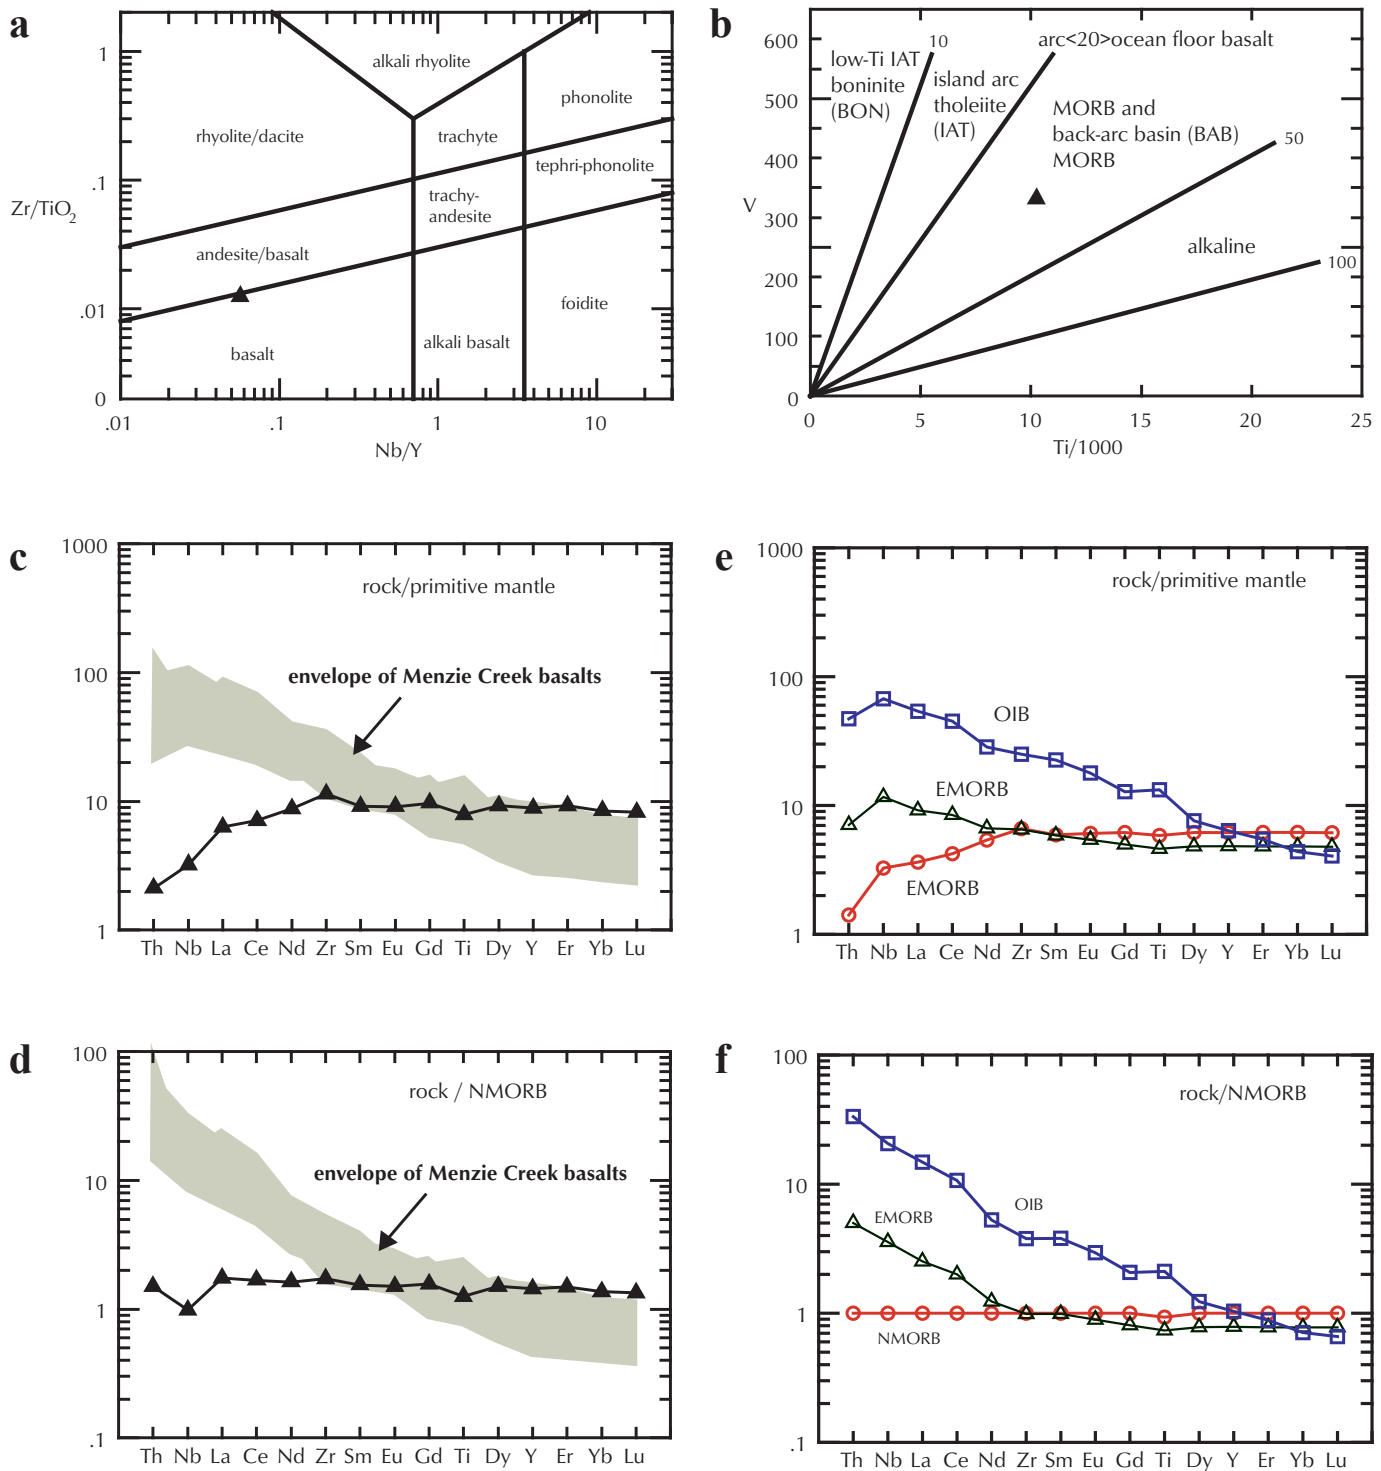 a
1
.1
.01
0
Zr/TiO2
alkali rhyolite
phonolite
rhyolite/dacite
trachyte
tephri-phonolite
trachy-
andesite
andesite/basalt
foidite
basalt
alkali basalt
.01
.1
1
10
Nb/Y
b
600
500
400
300
200
100
0
V
low-Ti IAT
boninite
(BON)
10
island arc
tholeiite
(IAT)
arc<20>ocean floor basalt
MORB and
back-arc basin (BAB)
MORB
50
alkaline
100
0
5
10
15
20
25
Ti/1000
c
1000
100
10
1
rock/primitive mantle
envelope of Menzie Creek basalts
Th Nb La Ce Nd Zr Sm Eu Gd Ti Dy Y Er Yb Lu
e
1000
100
10
1
rock/primitive mantle
OIB
EMORB
EMORB
Th Nb La Ce Nd Zr Sm Eu Gd Ti Dy Y Er Yb Lu
d
100
10
1
.1
rock / NMORB
envelope of Menzie Creek basalts
Th Nb La Ce Nd Zr Sm Eu Gd Ti Dy Y Er Yb Lu
f
100
10
1
.1
rock/NMORB
EMORB
OIB
NMORB
Th Nb La Ce Nd Zr Sm Eu Gd Ti Dy Y Er Yb Lu